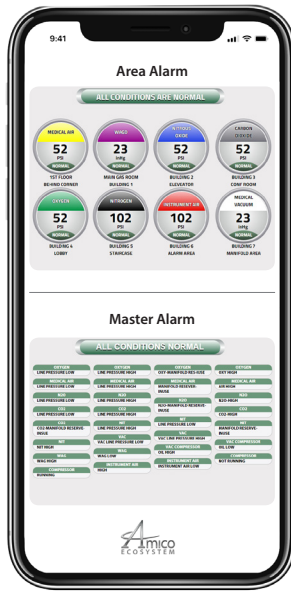 9:41
Area Alarm
ALL CONDITIONS ARE NORMAL
MEDICAL AIR
52
PSI
NORMAL
1ST FLOOR
BEHIND CORNER
WAGD
23
InHg
NORMAL
MAIN GAS ROOM
BUILDING 1
NITROUS
OXIDE
52
PSI
NORMAL
BUILDING 2
ELEVATOR
CARBON
DIOXIDE
52
PSI
NORMAL
BUILDING 3
CONF ROOM
OXYGEN
52
PSI
NORMAL
BUILDING 4
LOBBY
NITROGEN
102
PSI
NORMAL
BUILDING 5
STAIRCASE
INSTRUMENT AIR
102
PSI
NORMAL
BUILDING 6
ALARM AREA
MEDICAL
VACUUM
23
InHg
NORMAL
BUILDING 7
MANIFOLD AREA
Master Alarm
ALL CONDITIONS NORMAL
OXYGEN
LINE PRESSURE LOW
MEDICAL AIR
LINE PRESSURE LOW
N2O
LINE PRESSURE LOW
CO2
LINE PRESSURE LOW
CO2
CO2-MANIFOLD RESERVE-
INUSE
NIT
NIT HIGH
WAG
WAG HIGH
COMPRESSOR
RUNNING
OXYGEN
LINE PRESSURE HIGH
MEDICAL AIR
LINE PRESSURE HIGH
N2O
LINE PRESSURE HIGH
CO2
LINE PRESSURE HIGH
NIT
LINE PRESSURE HIGH
VAC
VAC LINE PRESSURE LOW
WAG
WAG LOW
INSTRUMENT AIR
HIGH
OXYGEN
OXY-MANIFOLD RES-IUSE
MEDICAL AIR
MANIFOLD RESERVE-
INUSE
N2O
N2O-MANIFOLD RESERVE-
INUSE
NIT
LINE PRESSURE LOW
VAC
VAC LINE PRESSURE HIGH
VAC COMPRESSOR
OIL HIGH
INSTRUMENT AIR
INSTRUMENT AIR LOW
OXYGEN
OXY HIGH
MEDICAL AIR
AIR HIGH
N2O
N2O-HIGH
CO2
CO2-HIGH
NIT
MANIFOLD RESERVE-
INUSE
VAC COMPRESSOR
OIL LOW
COMPRESSOR
NOT RUNNING
Amico
ECOSYSTEM